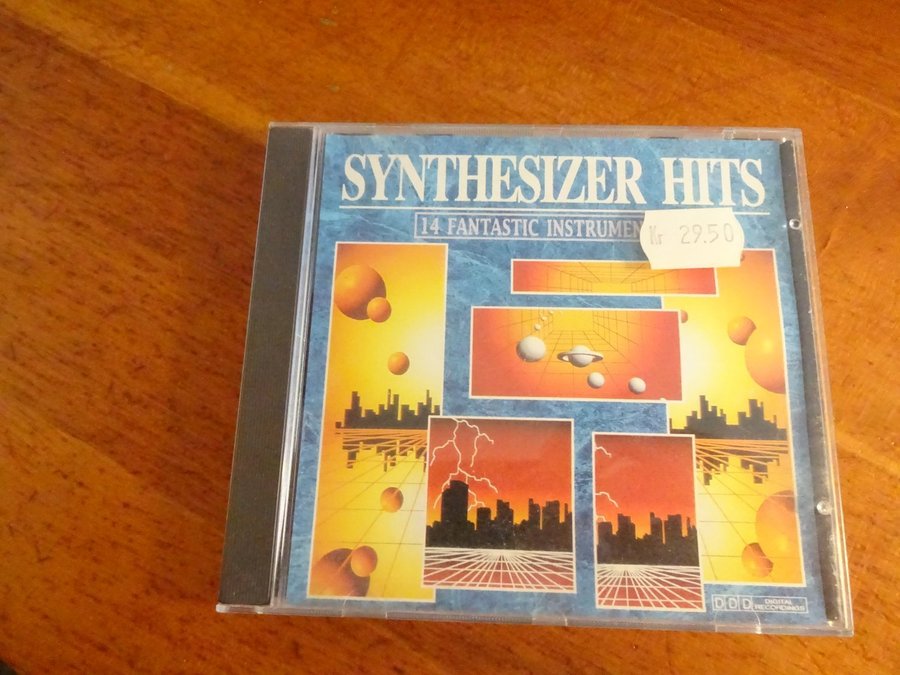 SYNTHESIZER HITS
14 FANTASTIC INSTRUMEN
Kr 29.50
DDD DIGITAL
RECORDINGS